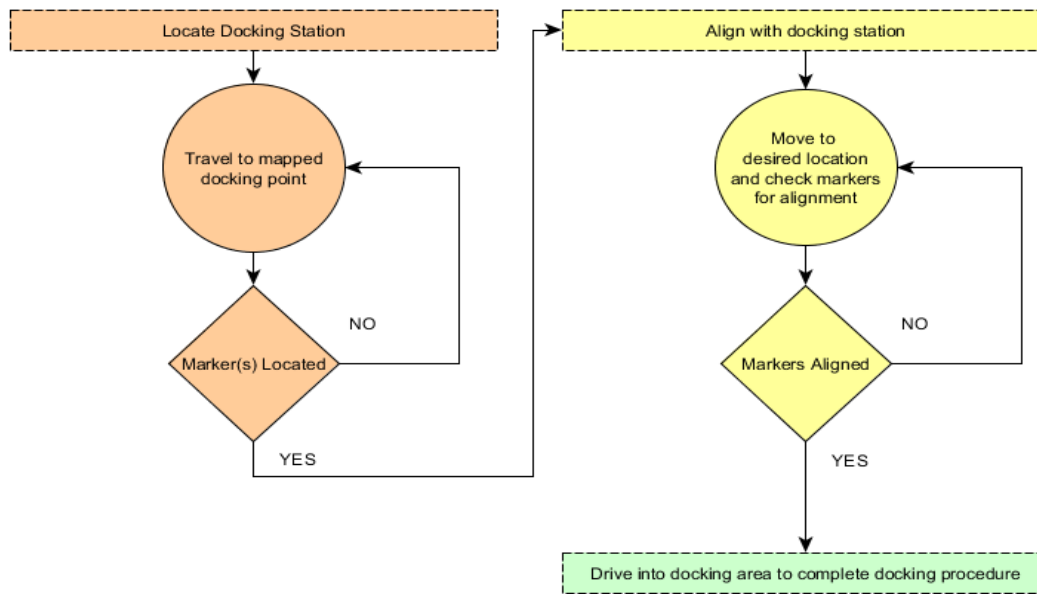 Locate Docking Station
Travel to mapped
docking point
NO
Marker(s) Located
YES
Align with docking station
Move to
desired location
and check markers
for alignment
NO
Markers Aligned
YES
Drive into docking area to complete docking procedure